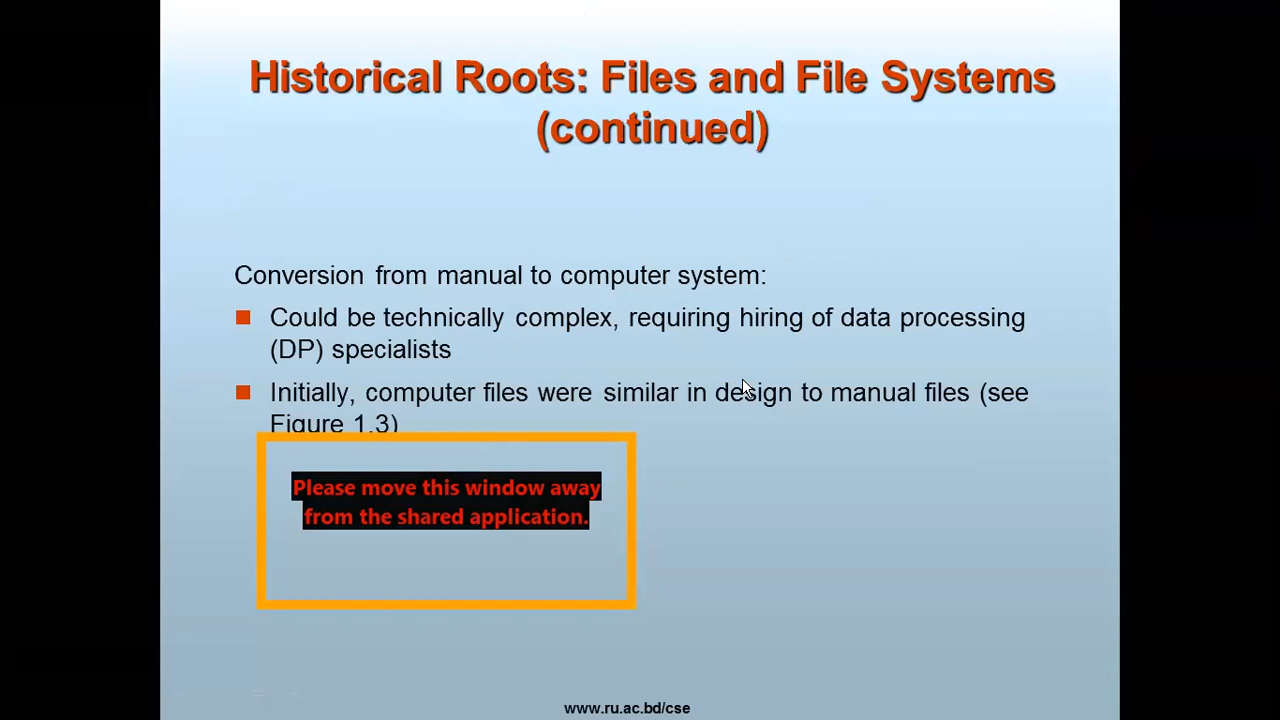 Historical Roots: Files and File Systems
(continued)
Conversion from manual to computer system:
Could be technically complex, requiring hiring of data processing
(DP) specialists
Initially, computer files were similar in design to manual files (see
Figure 1.3)
Please move this window away
from the shared application.
www.ru.ac.bd/cse